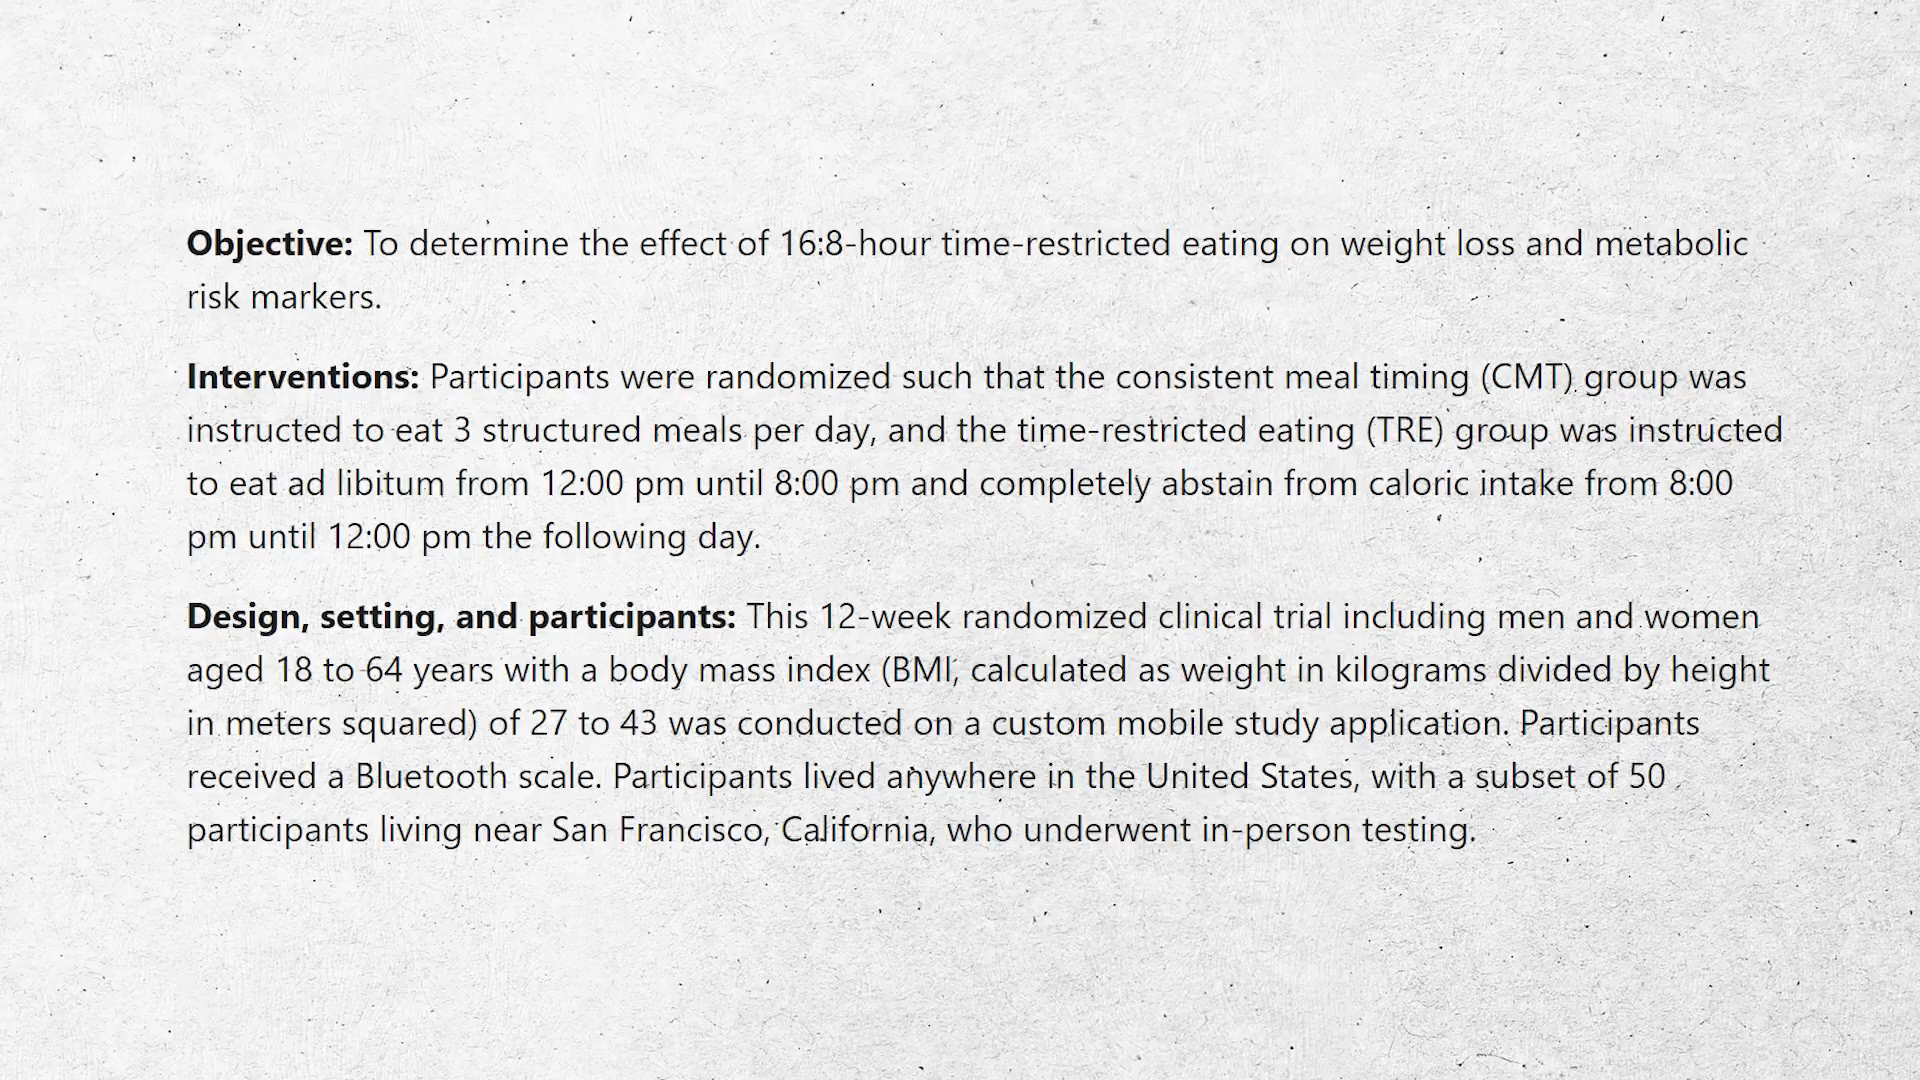 Objective: To determine the effect of 16:8-hour time-restricted eating on weight loss and metabolic
risk markers.
Interventions: Participants were randomized such that the consistent meal timing (CMT) group was
instructed to eat 3 structured meals per day, and the time-restricted eating (TRE) group was instructed
to eat ad libitum from 12:00 pm until 8:00 pm and completely abstain from caloric intake from 8:00
pm until 12:00 pm the following day.
Design, setting, and participants: This 12-week randomized clinical trial including men and women
aged 18 to 64 years with a body mass index (BMI, calculated as weight in kilograms divided by height
in meters squared) of 27 to 43 was conducted on a custom mobile study application. Participants
received a Bluetooth scale. Participants lived anywhere in the United States, with a subset of 50
participants living near San Francisco, California, who underwent in-person testing.